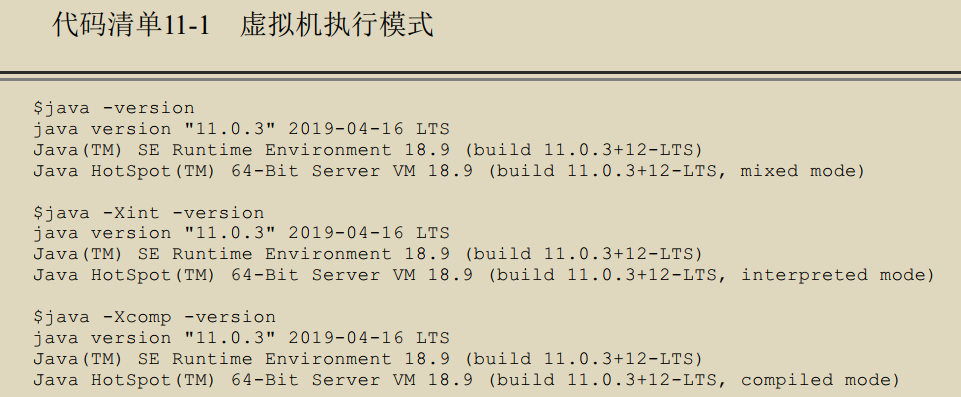 代码清单11-1 虚拟机执行模式
$java -version
java version "11.0.3" 2019-04-16 LTS
Java(TM) SE Runtime Environment 18.9 (build 11.0.3+12-LTS)
Java HotSpot(TM) 64-Bit Server VM 18.9 (build 11.0.3+12-LTS, mixed mode)
$java -Xint -version
java version "11.0.3" 2019-04-16 LTS
Java(TM) SE Runtime Environment 18.9 (build 11.0.3+12-LTS)
Java HotSpot(TM) 64-Bit Server VM 18.9 (build 11.0.3+12-LTS, interpreted mode)
$java -Xcomp -version
java version "11.0.3" 2019-04-16 LTS
Java(TM) SE Runtime Environment 18.9 (build 11.0.3+12-LTS)
Java HotSpot(TM) 64-Bit Server VM 18.9 (build 11.0.3+12-LTS, compiled mode)